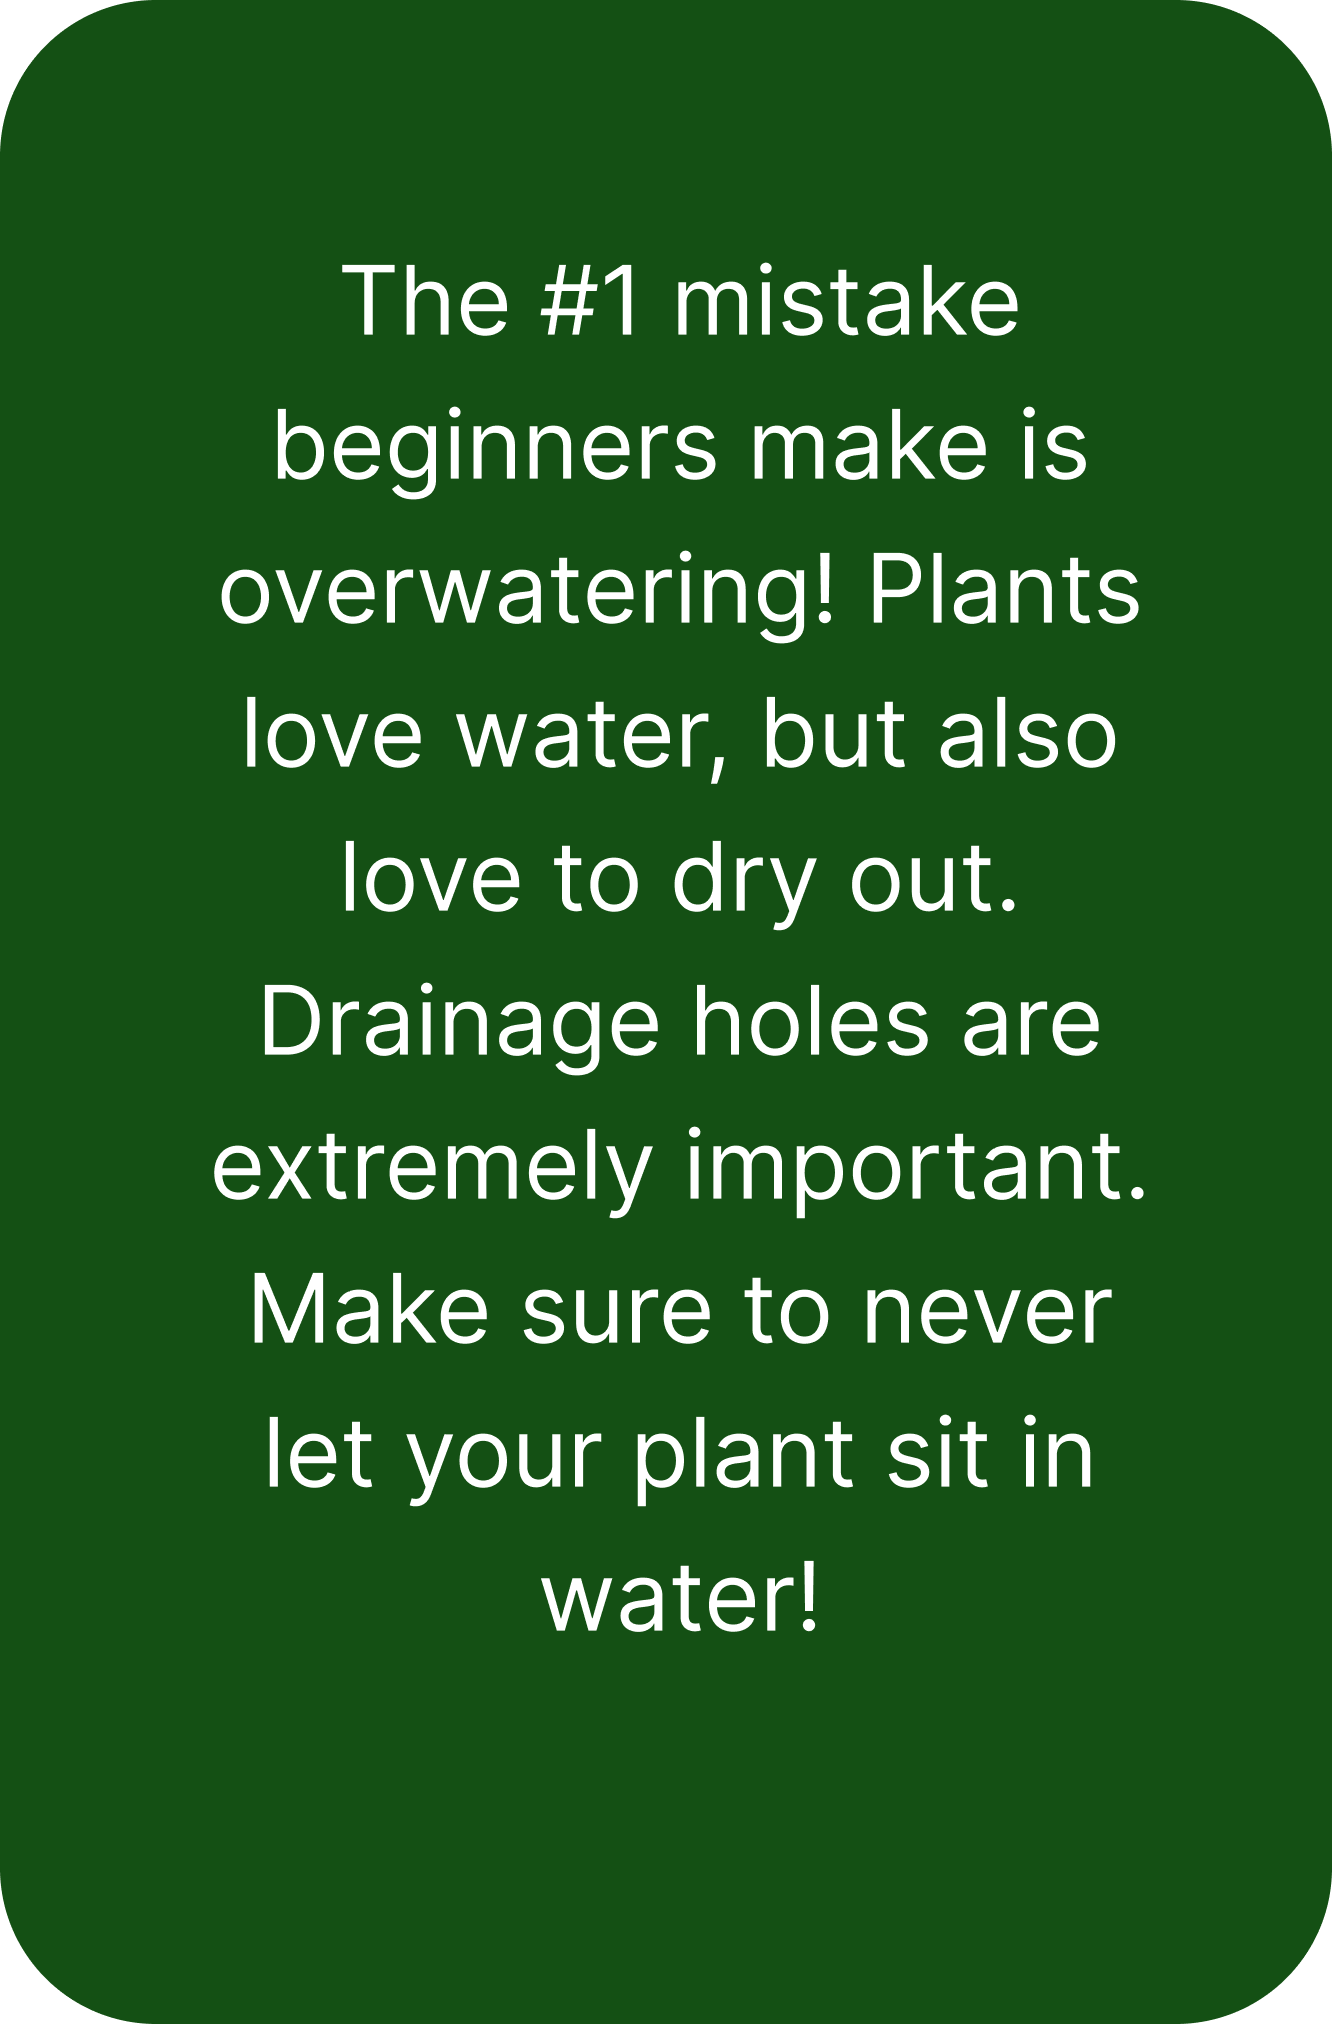 The #1 mistake
beginners make is
overwatering! Plants
love water, but also
love to dry out.
Drainage holes are
extremely important.
Make sure to never
let your plant sit in
water!